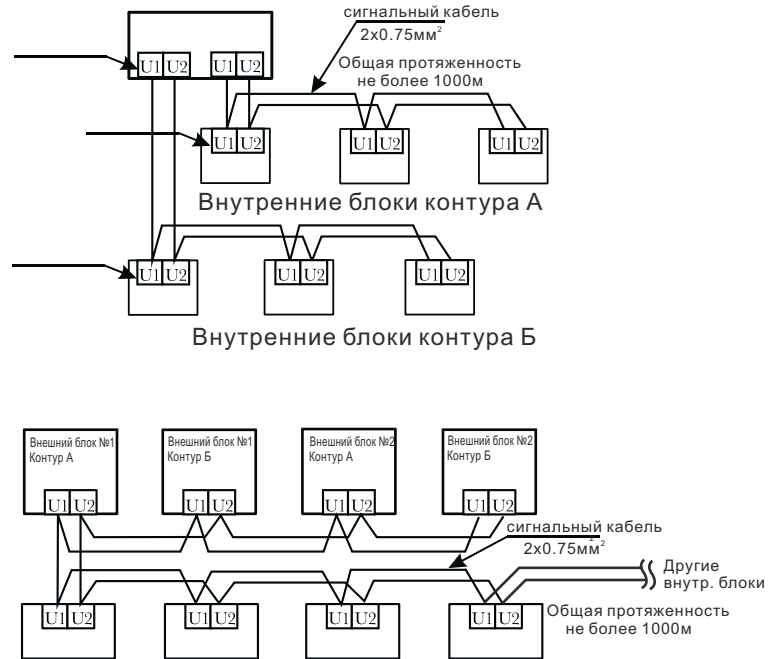 сигнальный кабель
2x0.75мм²
U1 U2 U1 U2
Общая протяженность
не более 1000м
U1 U2 U1 U2 U1 U2
Внутренние блоки контура А
U1 U2 U1 U2 U1 U2
Внутренние блоки контура Б
Внешний блок №1
Контур А
Внешний блок №1
Контур Б
Внешний блок №2
Контур А
Внешний блок №2
Контур Б
U1 U2 U1 U2 U1 U2 U1 U2
сигнальный кабель
2x0.75мм²
Другие
внутр. блоки
U1 U2 U1 U2 U1 U2 U1 U2
Общая протяженность
не более 1000м